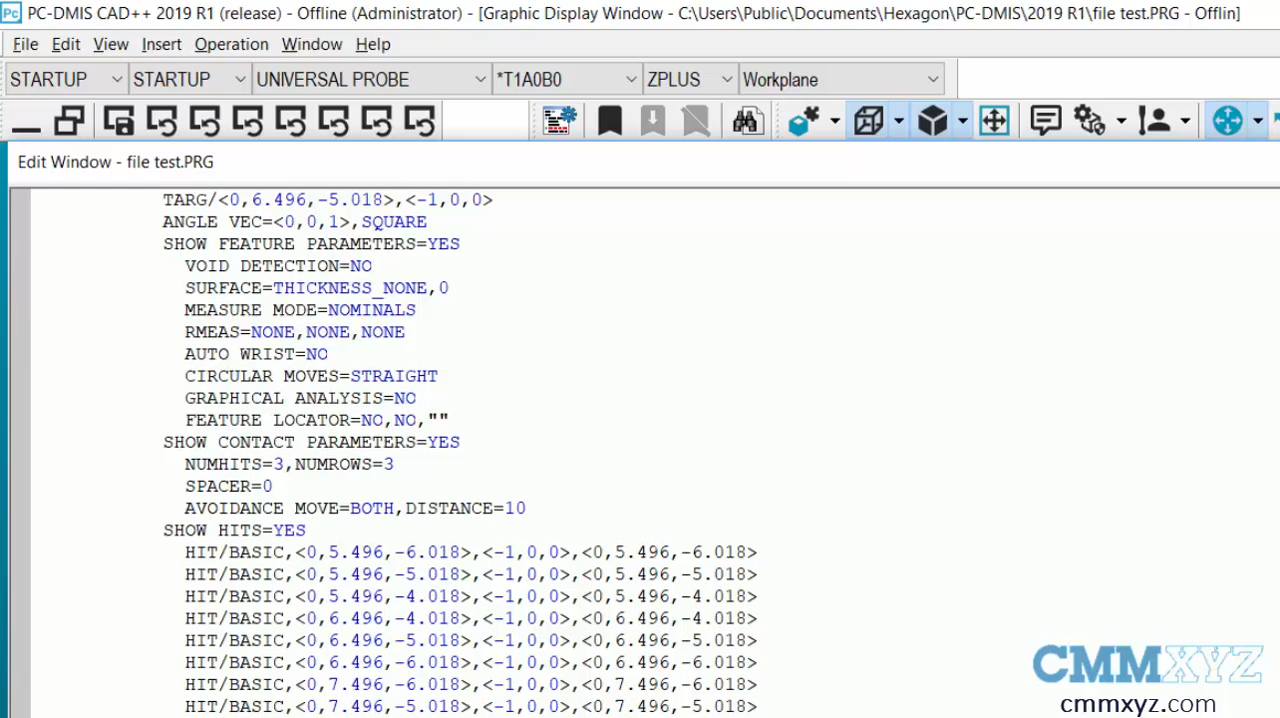 Pc PC-DMIS CAD++ 2019 R1 (release) - Offline (Administrator) - [Graphic Display Window - C:\Users\Public\Documents\Hexagon\PC-DMIS\2019 R1\file test.PRG - Offlin]
File Edit View Insert Operation Window Help
STARTUP STARTUP UNIVERSAL PROBE *T1A0B0 ZPLUS Workplane
Edit Window - file test.PRG
TARG/<0,6.496,-5.018>,<-1,0,0>
ANGLE VEC=<0,0,1>,SQUARE
SHOW FEATURE PARAMETERS=YES
VOID DETECTION=NO
SURFACE=THICKNESS_NONE,0
MEASURE MODE=NOMINALS
RMEAS=NONE,NONE,NONE
AUTO WRIST=NO
CIRCULAR MOVES=STRAIGHT
GRAPHICAL ANALYSIS=NO
FEATURE LOCATOR=NO,NO,""
SHOW CONTACT PARAMETERS=YES
NUMHITS=3,NUMROWS=3
SPACER=0
AVOIDANCE MOVE=BOTH,DISTANCE=10
SHOW HITS=YES
HIT/BASIC,<0,5.496,-6.018>,<-1,0,0>,<0,5.496,-6.018>
HIT/BASIC,<0,5.496,-5.018>,<-1,0,0>,<0,5.496,-5.018>
HIT/BASIC,<0,5.496,-4.018>,<-1,0,0>,<0,5.496,-4.018>
HIT/BASIC,<0,6.496,-4.018>,<-1,0,0>,<0,6.496,-4.018>
HIT/BASIC,<0,6.496,-5.018>,<-1,0,0>,<0,6.496,-5.018>
HIT/BASIC,<0,6.496,-6.018>,<-1,0,0>,<0,6.496,-6.018>
HIT/BASIC,<0,7.496,-6.018>,<-1,0,0>,<0,7.496,-6.018>
HIT/BASIC,<0,7.496,-5.018>,<-1,0,0>,<0,7.496,-5.018>
CMMXYZ
cmmxyz.com